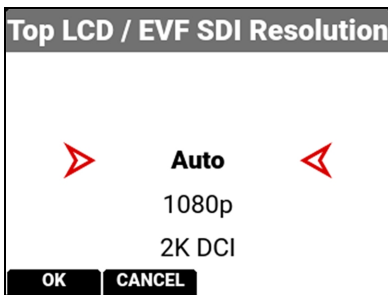 Top LCD / EVF SDI Resolution
Auto
1080p
2K DCI
OK CANCEL